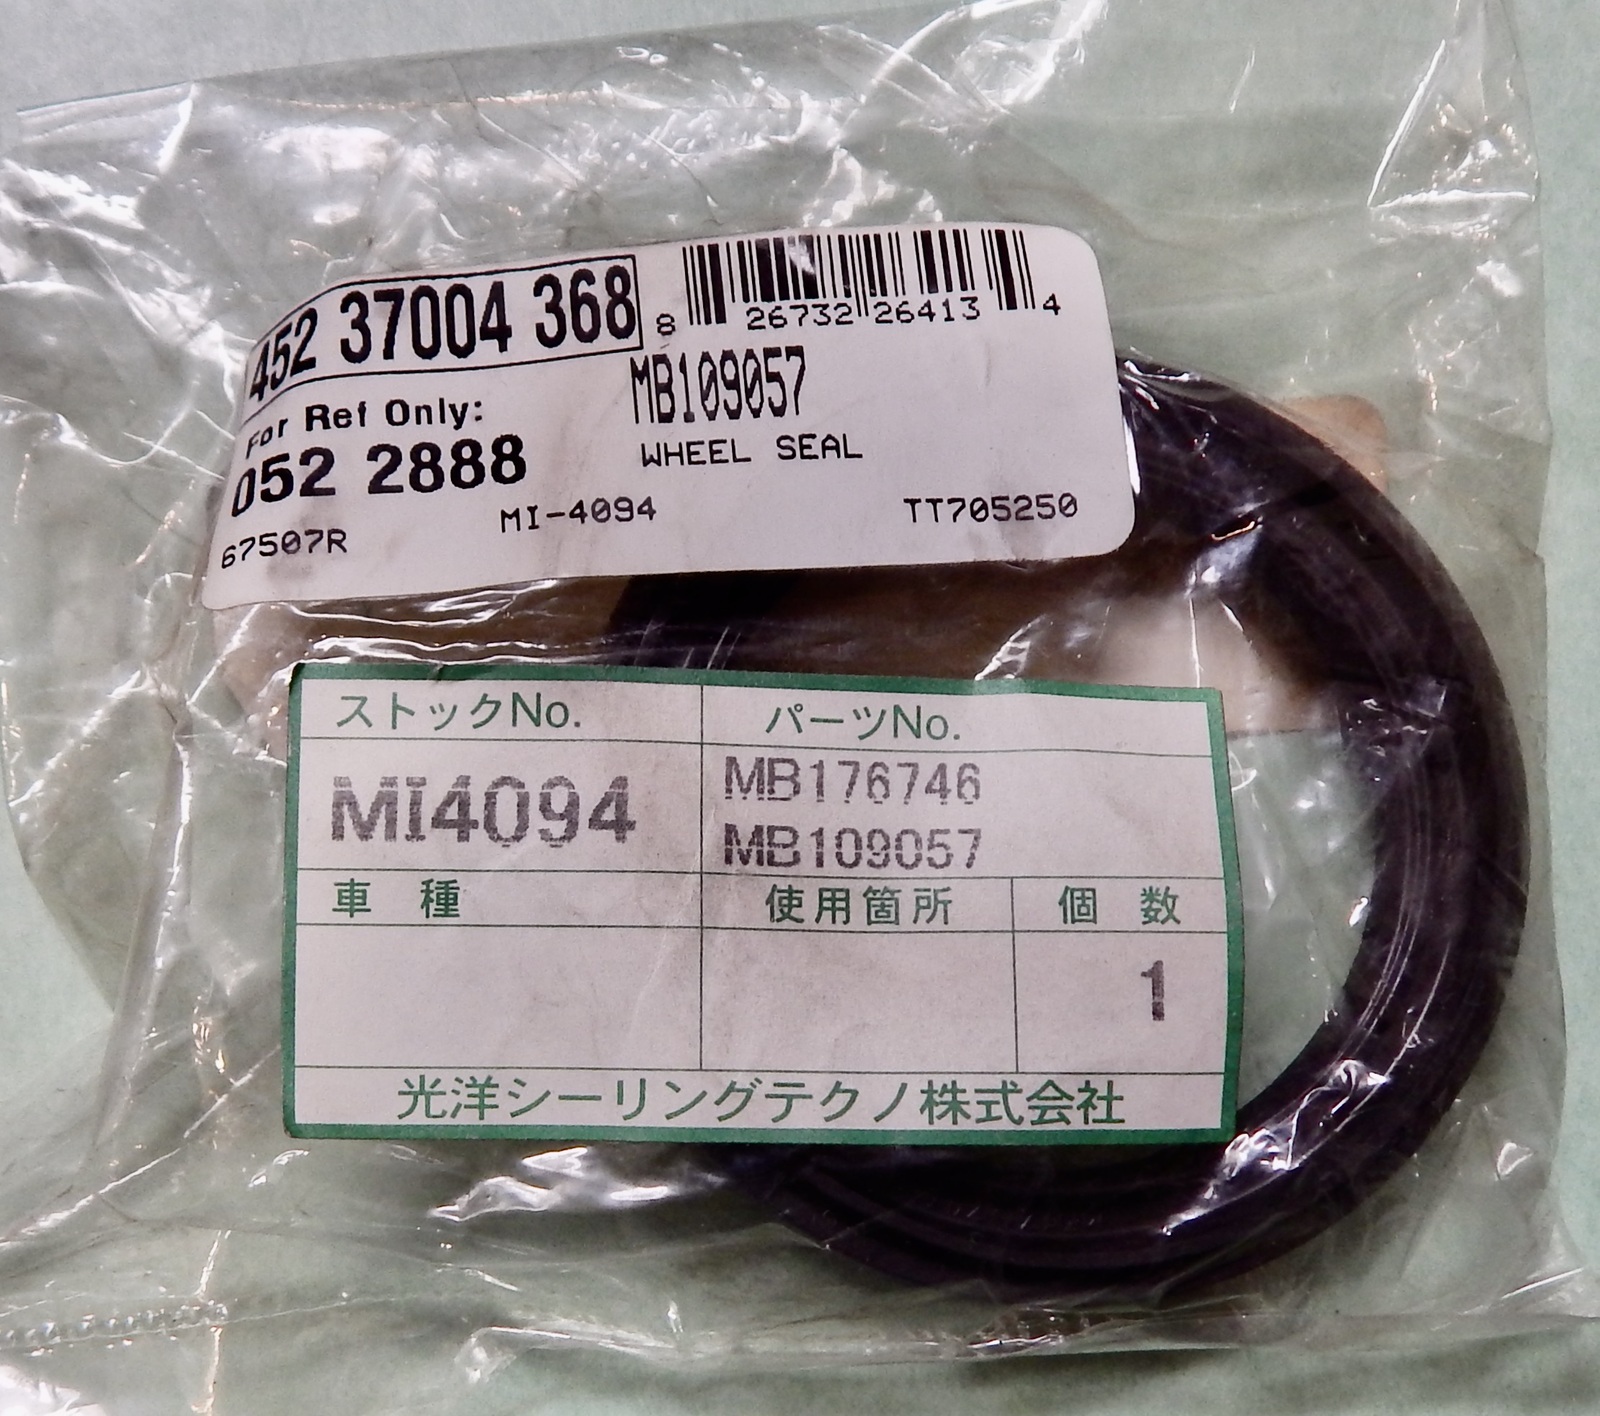 452 37004 368
8 26732 26413 4
MB109057
For Ref Only:
WHEEL SEAL
052 2888
MI-4094
TT705250
67507R
ストックNo.
パーツNo.
MI4094
MB176746
MB109057
車 種
使用箇所
個 数
1
光洋シーリングテクノ株式会社